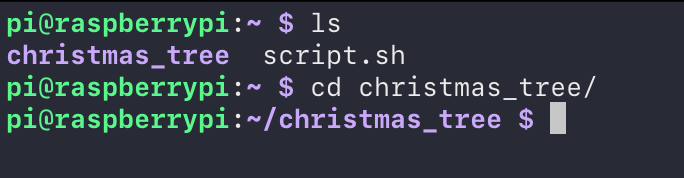 pi@raspberrypi:~ $ ls
christmas_tree  script.sh
pi@raspberrypi:~ $ cd christmas_tree/
pi@raspberrypi:~/christmas_tree $